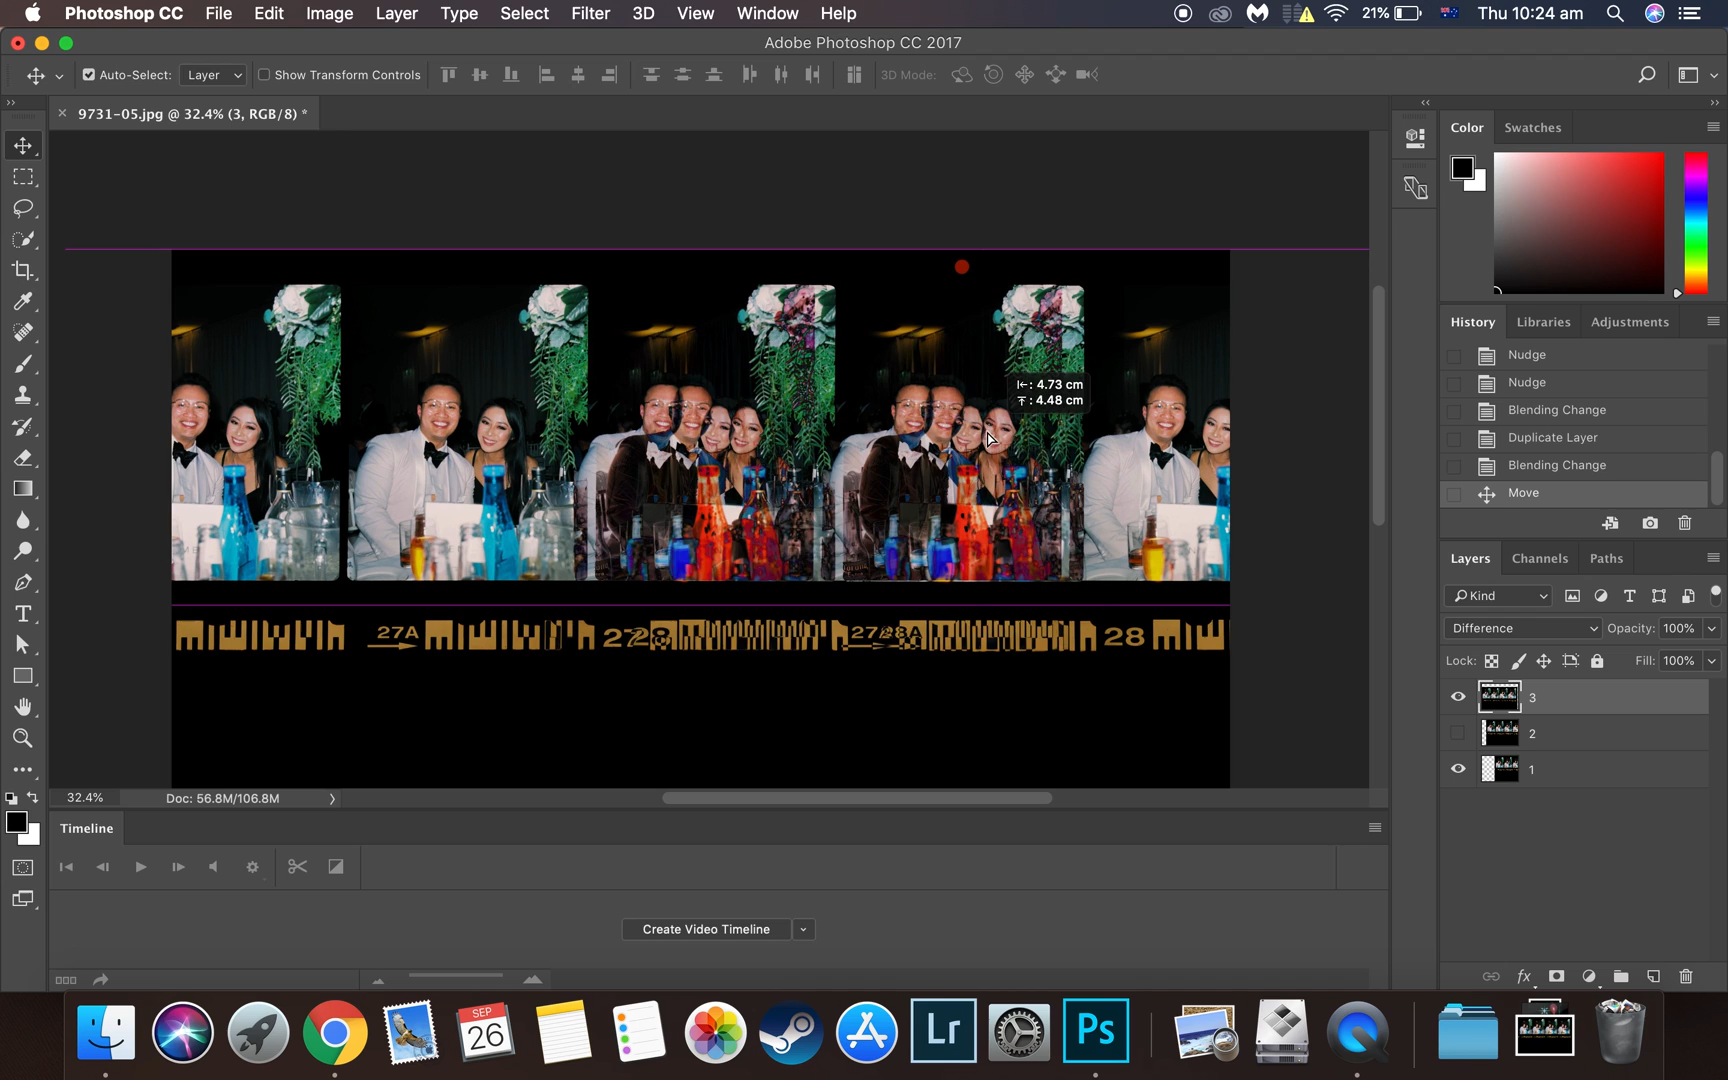 Photoshop CC File Edit Image Layer Type Select Filter 3D View Window Help 21% Thu 10:24 am
Adobe Photoshop CC 2017
Auto-Select: Layer Show Transform Controls 3D Mode:
9731-05.jpg @ 32.4% (3, RGB/8) *
Color Swatches
History Libraries Adjustments
Nudge
Nudge
Blending Change
Duplicate Layer
Blending Change
Move
4.73 cm
4.48 cm
27A 28 28
Layers Channels Paths
Kind
Difference Opacity: 100%
Lock: Fill: 100%
3
2
1
32.4% Doc: 56.8M/106.8M
Timeline
Create Video Timeline
SEP
26
Lr
Ps